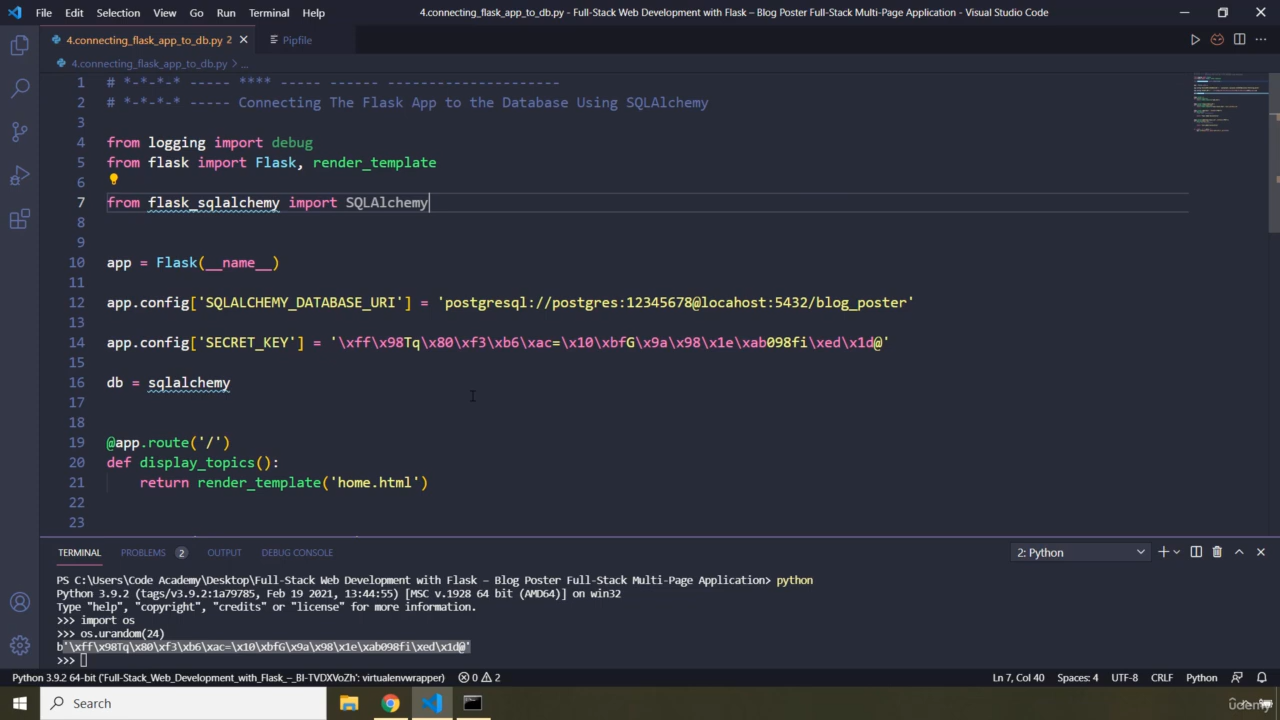 File Edit Selection View Go Run Terminal Help 4.connecting_flask_app_to_db.py - Full-Stack Web Development with Flask – Blog Poster Full-Stack Multi-Page Application - Visual Studio Code
4.connecting_flask_app_to_db.py 2 Pipfile
4.connecting_flask_app_to_db.py > ...
1 # *-*-*-* ----- **** ----- ------ ---------------------
2 # *-*-*-* ----- Connecting The Flask App to the Database Using SQLAlchemy
3
4 from logging import debug
5 from flask import Flask, render_template
6
7 from flask_sqlalchemy import SQLAlchemy
8
9
10 app = Flask(__name__)
11
12 app.config['SQLALCHEMY_DATABASE_URI'] = 'postgresql://postgres:12345678@locahost:5432/blog_poster'
13
14 app.config['SECRET_KEY'] = '\xff\x98Tq\x80\xf3\xb6\xac=\x10\xbfG\x9a\x98\x1e\xab098fi\xed\x1d@'
15
16 db = sqlalchemy
17
18
19 @app.route('/')
20 def display_topics():
21 return render_template('home.html')
22
23
TERMINAL PROBLEMS 2 OUTPUT DEBUG CONSOLE 2: Python
PS C:\Users\Code Academy\Desktop\Full-Stack Web Development with Flask – Blog Poster Full-Stack Multi-Page Application> python
Python 3.9.2 (tags/v3.9.2:1a79785, Feb 19 2021, 13:44:55) [MSC v.1928 64 bit (AMD64)] on win32
Type "help", "copyright", "credits" or "license" for more information.
>>> import os
>>> os.urandom(24)
b'\xff\x98Tq\x80\xf3\xb6\xac=\x10\xbfG\x9a\x98\x1e\xab098fi\xed\x1d@'
>>>
Python 3.9.2 64-bit ('Full-Stack_Web_Development_with_Flask_–_Bl-TVDXVoZh': virtualenvwrapper) 0 2 Ln 7, Col 40 Spaces: 4 UTF-8 CRLF Python
Search
udemy